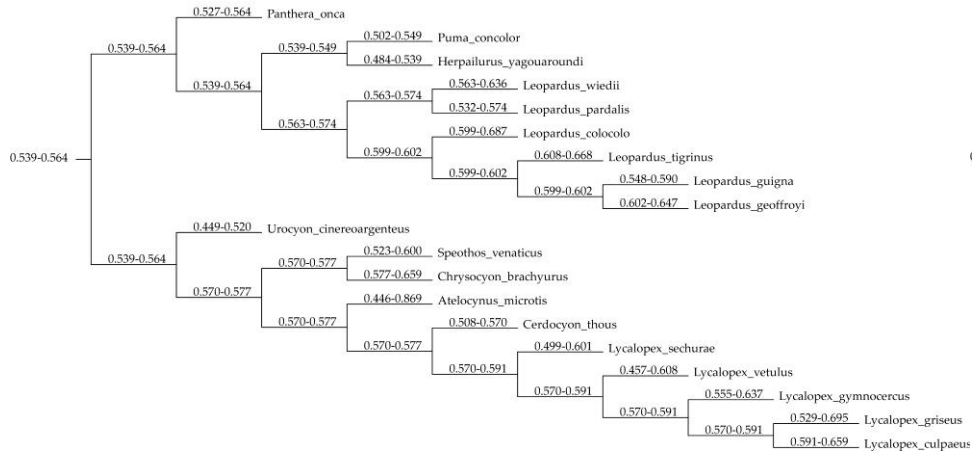 0.527-0.564 Panthera_onca
0.539-0.564
0.502-0.549 Puma_concolor
0.539-0.549
0.484-0.539 Herpailurus_yagouaroundi
0.539-0.564
0.563-0.636 Leopardus_wiedii
0.563-0.574
0.532-0.574 Leopardus_pardalis
0.563-0.574
0.599-0.687 Leopardus_colocolo
0.599-0.602
0.608-0.668 Leopardus_tigrinus
0.539-0.564
0.599-0.602
0.548-0.590 Leopardus_guigna
0.599-0.602
0.602-0.647 Leopardus_geoffroyi
0.449-0.520 Urocyon_cinereoargenteus
0.539-0.564
0.523-0.600 Speothos_venaticus
0.570-0.577
0.577-0.659 Chrysocyon_brachyurus
0.570-0.577
0.446-0.869 Atelocynus_microtis
0.570-0.577
0.508-0.570 Cerdocyon_thous
0.570-0.577
0.499-0.601 Lycalopex_sechurae
0.570-0.591
0.457-0.608 Lycalopex_vetulus
0.570-0.591
0.555-0.637 Lycalopex_gymnocercus
0.570-0.591
0.529-0.695 Lycalopex_griseus
0.570-0.591
0.591-0.659 Lycalopex_culpaeus